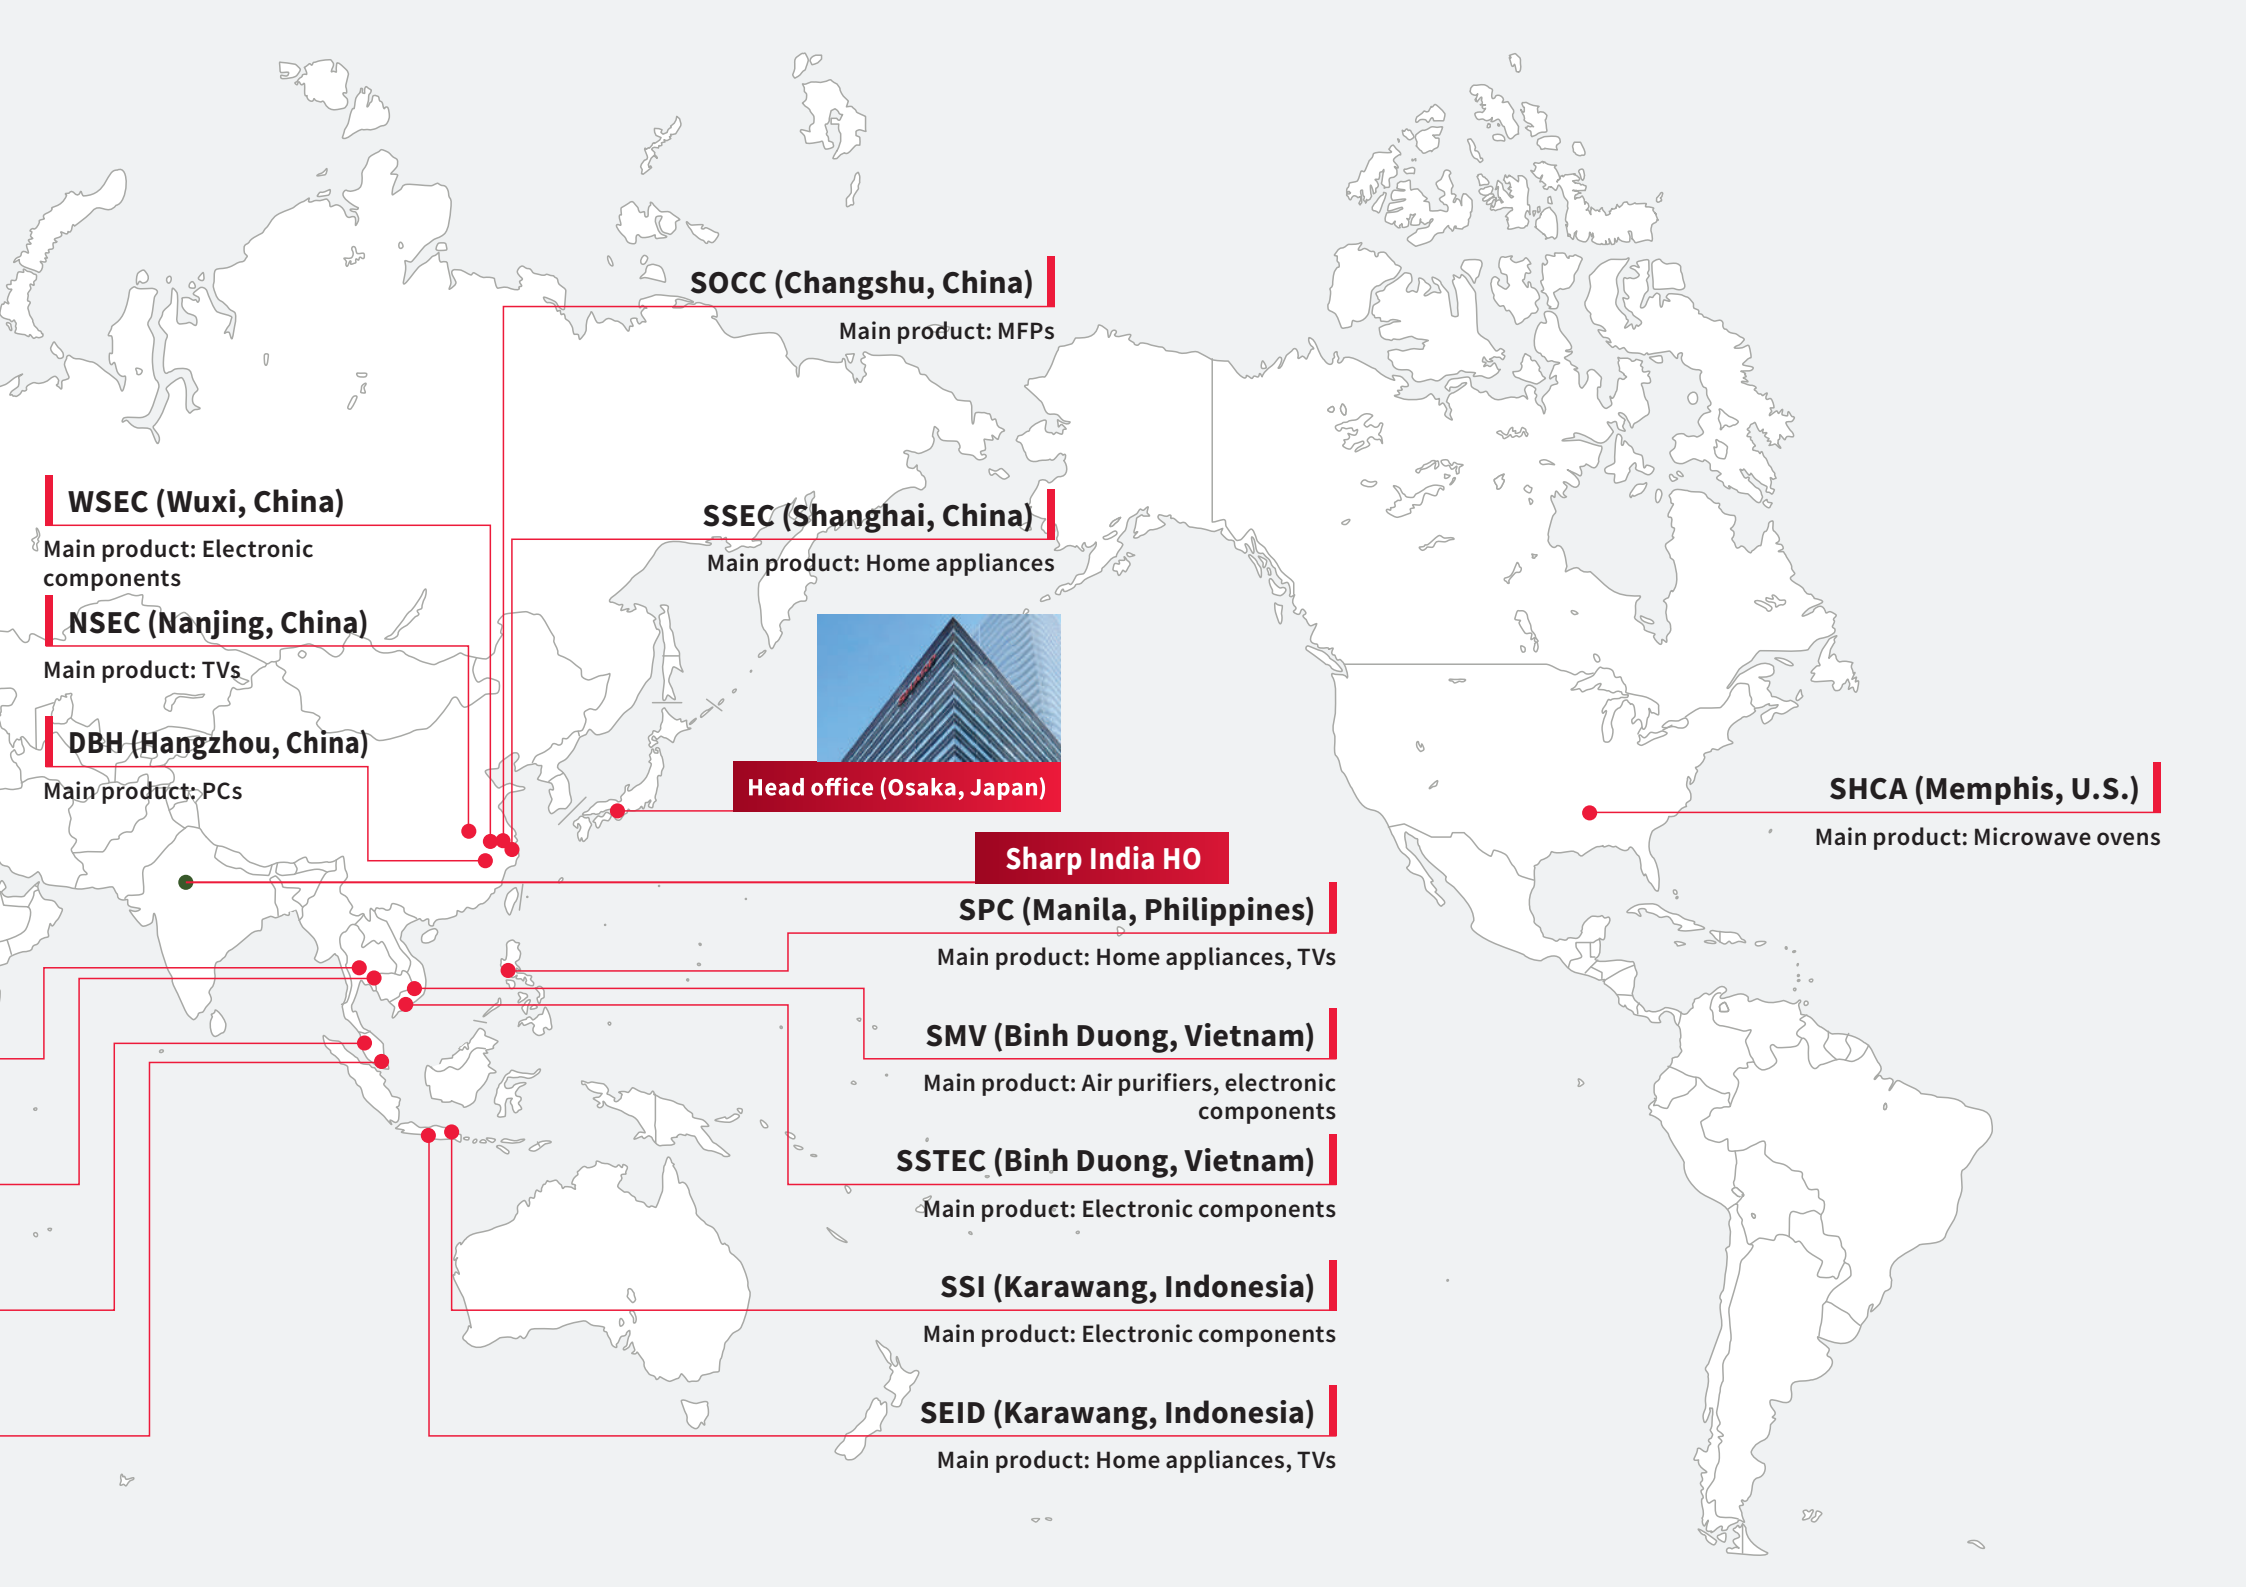 SOCC (Changshu, China)
Main product: MFPs
WSEC (Wuxi, China)
Main product: Electronic
components
SSEC (Shanghai, China)
Main product: Home appliances
NSEC (Nanjing, China)
Main product: TVs
DBH (Hangzhou, China)
Main product: PCs
Head office (Osaka, Japan)
SHCA (Memphis, U.S.)
Main product: Microwave ovens
Sharp India HO
SPC (Manila, Philippines)
Main product: Home appliances, TVs
SMV (Binh Duong, Vietnam)
Main product: Air purifiers, electronic
components
SSTEC (Binh Duong, Vietnam)
Main product: Electronic components
SSI (Karawang, Indonesia)
Main product: Electronic components
SEID (Karawang, Indonesia)
Main product: Home appliances, TVs